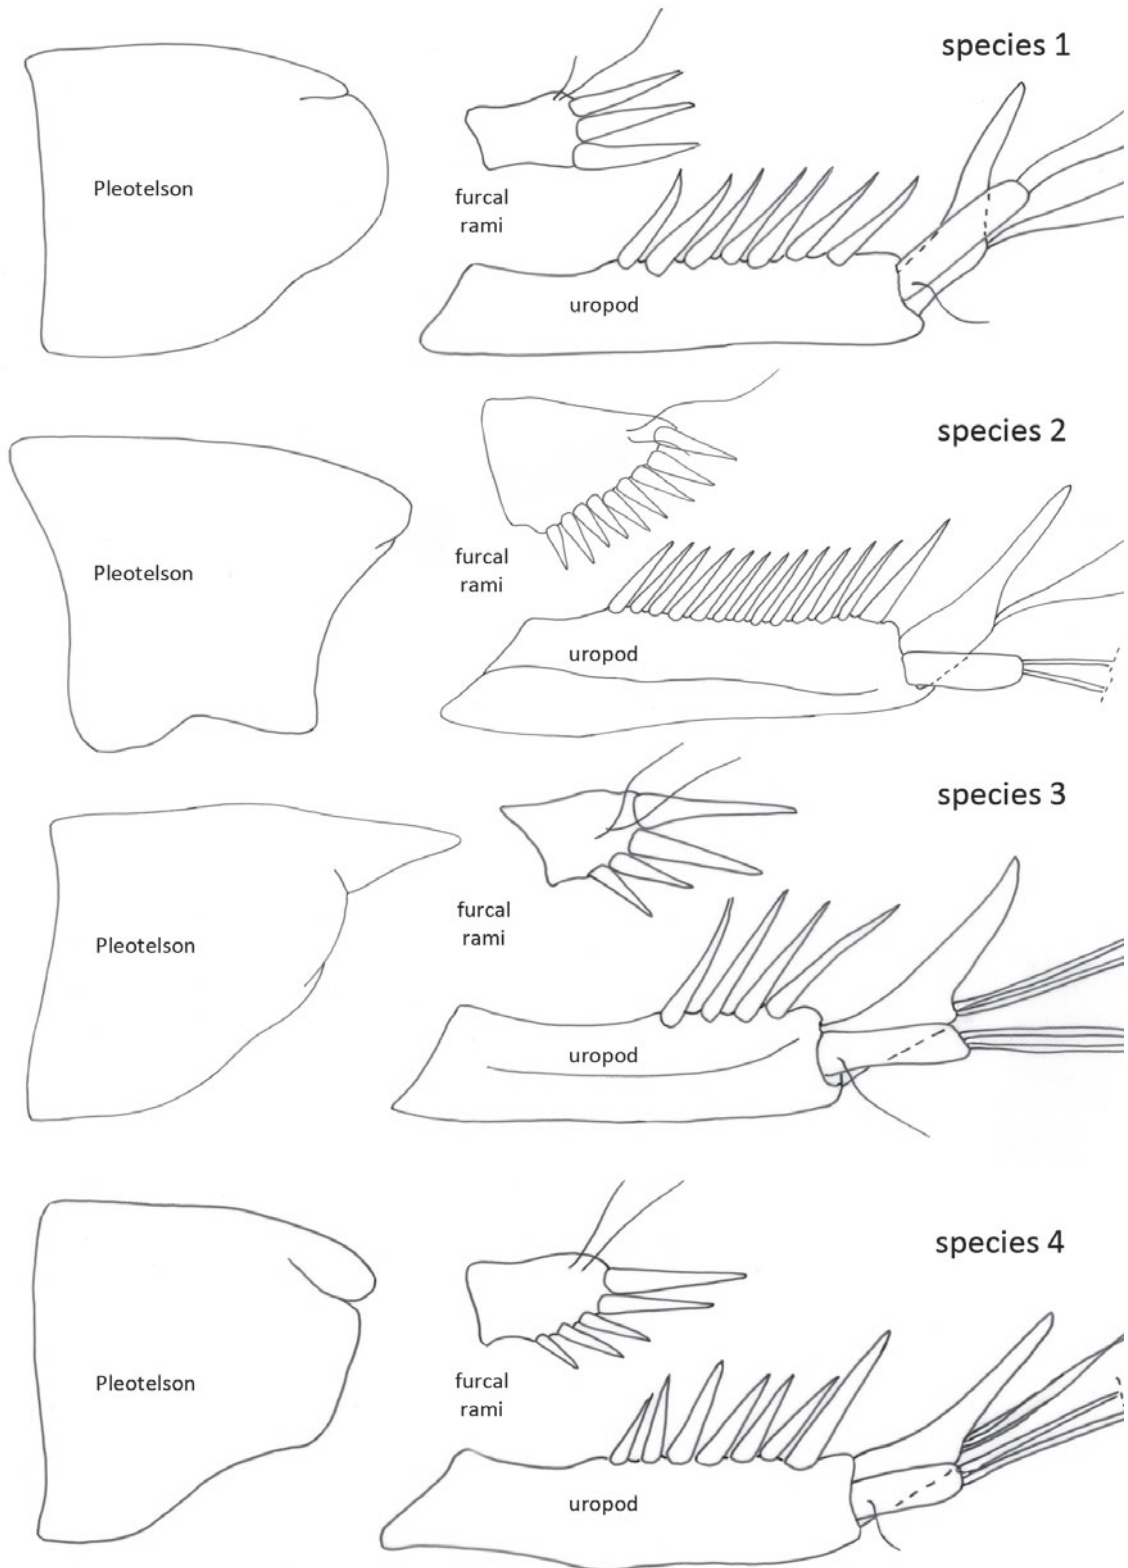 species 1
Pleotelson
furcal
rami
uropod
species 2
Pleotelson
furcal
rami
uropod
species 3
Pleotelson
furcal
rami
uropod
species 4
Pleotelson
furcal
rami
uropod